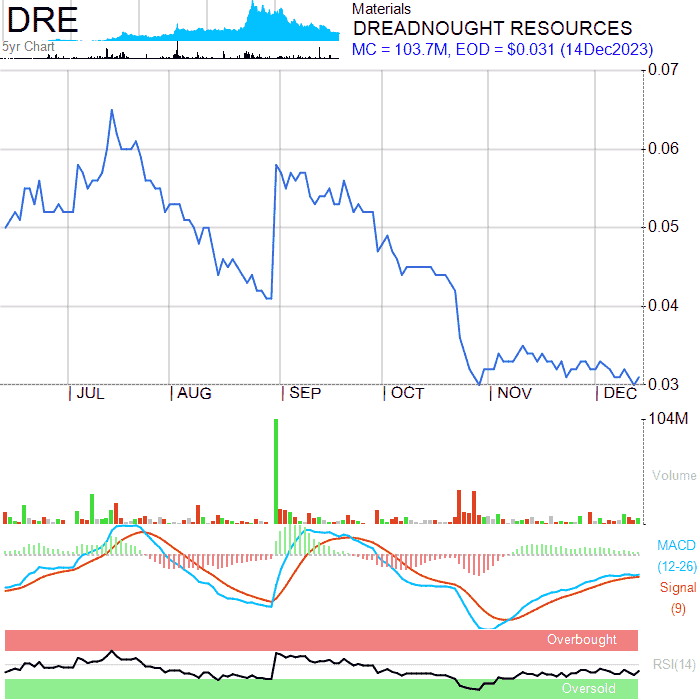 DRE
5yr Chart
Materials
DREADNOUGHT RESOURCES
MC = 103.7M, EOD = $0.031 (14Dec2023)
0.07
0.06
0.05
0.04
0.03
JUL AUG SEP OCT NOV DEC
104M
Volume
MACD
(12-26)
Signal
(9)
Overbought
RSI(14)
Oversold